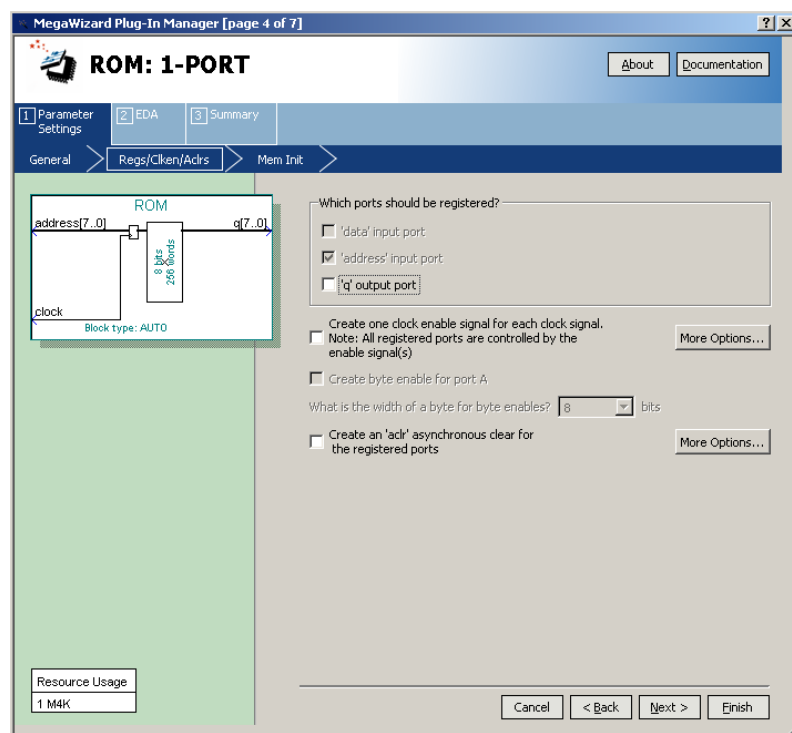 MegaWizard Plug-In Manager [page 4 of 7]
ROM: 1-PORT
About
Documentation
1 Parameter Settings
2 EDA
3 Summary
General
Regs/Clken/Aclrs
Mem Init
ROM
address[7..0]
q[7..0]
8 bits
256 words
clock
Block type: AUTO
Which ports should be registered?
'data' input port
'address' input port
'q' output port
Create one clock enable signal for each clock signal.
Note: All registered ports are controlled by the
enable signal(s)
More Options...
Create byte enable for port A
What is the width of a byte for byte enables? 8 bits
Create an 'aclr' asynchronous clear for
the registered ports
More Options...
Resource Usage
1 M4K
Cancel
< Back
Next >
Finish